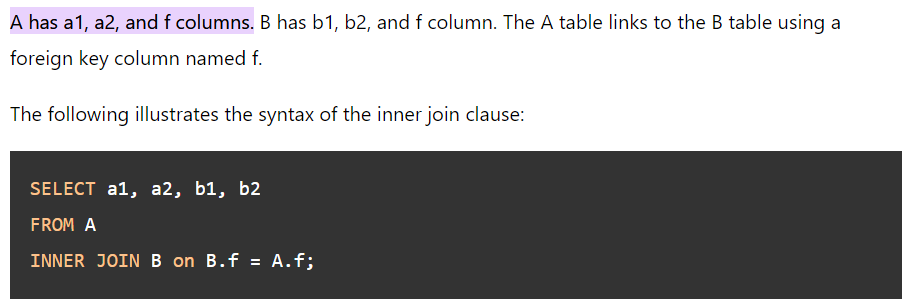 A has a1, a2, and f columns. B has b1, b2, and f column. The A table links to the B table using a
foreign key column named f.
The following illustrates the syntax of the inner join clause:
SELECT a1, a2, b1, b2
FROM A
INNER JOIN B on B.f = A.f;